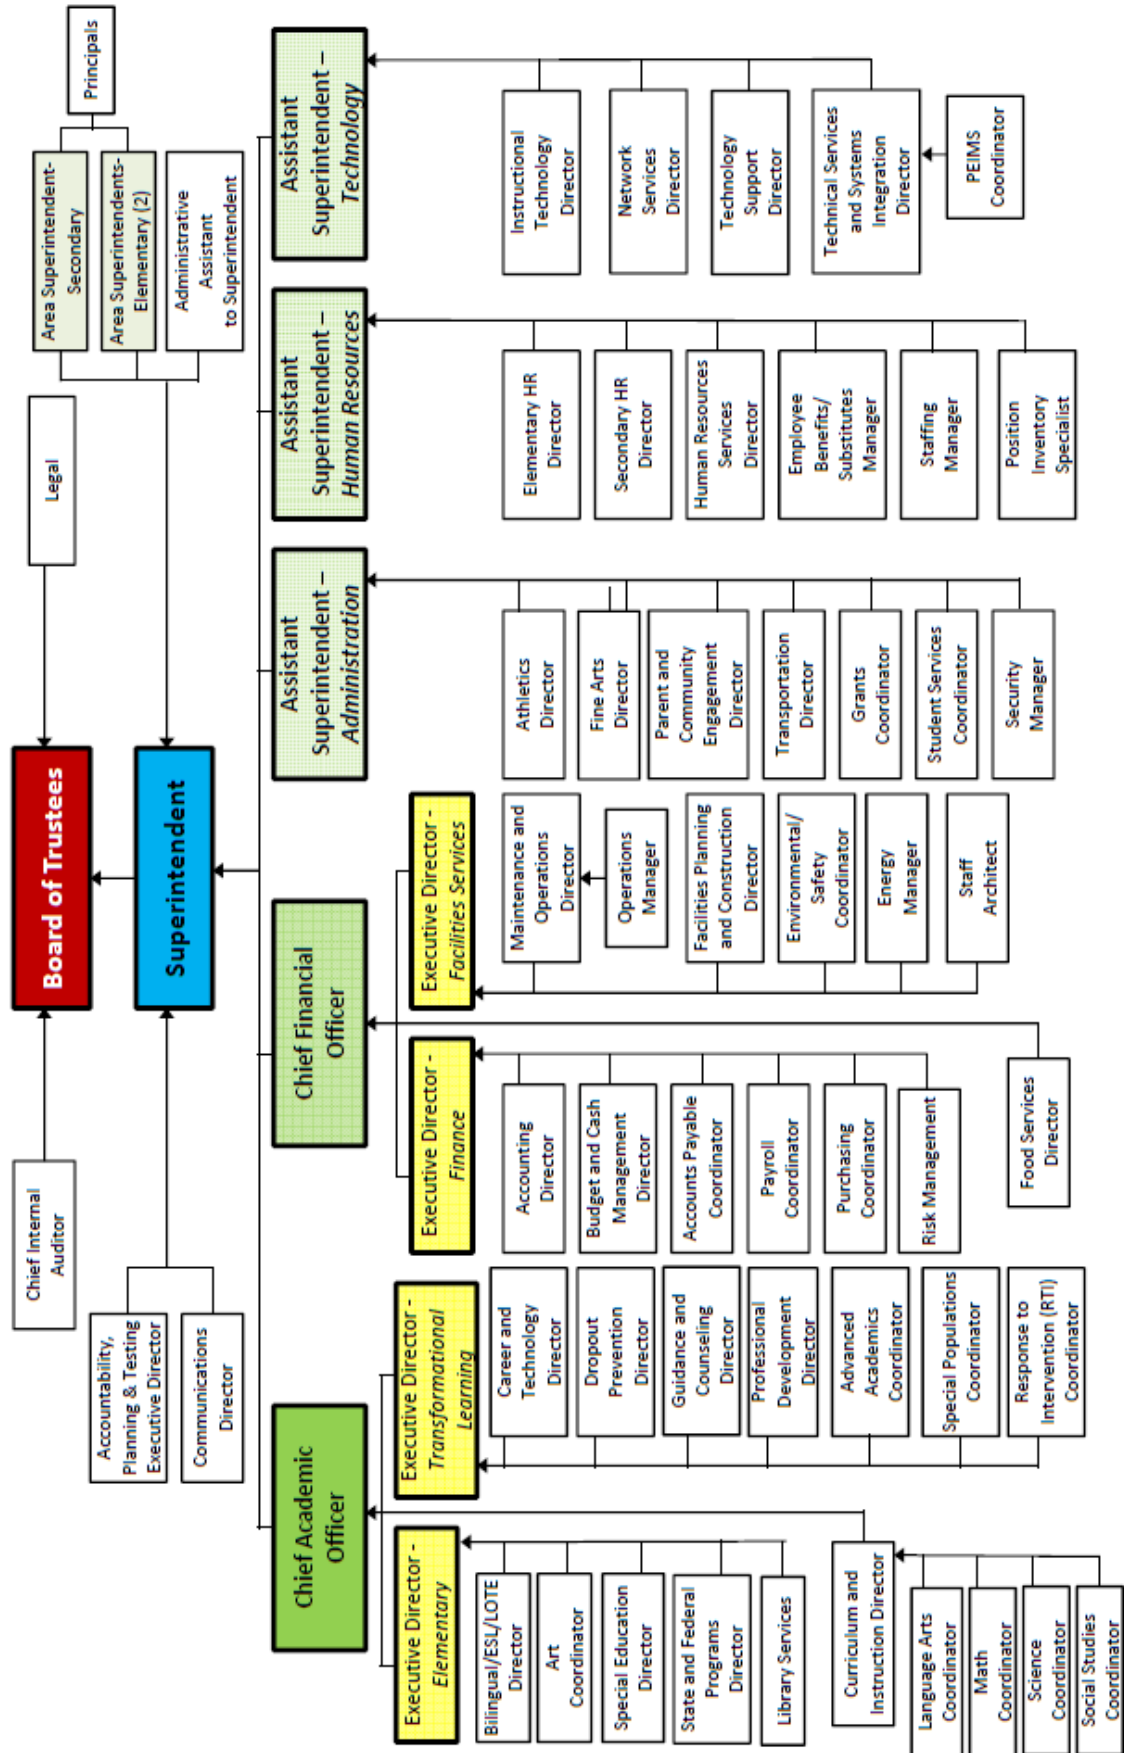 Board of Trustees
Chief Internal
Auditor
Legal
Superintendent
Accountability,
Planning & Testing
Executive Director
Communications
Director
Area Superintendent-
Secondary
Area Superintendents-
Elementary (2)
Administrative
Assistant
to Superintendent
Principals
Chief Academic
Officer
Chief Financial
Officer
Assistant
Superintendent –
Administration
Assistant
Superintendent –
Human Resources
Assistant
Superintendent –
Technology
Executive Director -
Elementary
Bilingual/ESL/LOTE
Director
Art
Coordinator
Special Education
Director
State and Federal
Programs
Director
Library Services
Curriculum and
Instruction Director
Language Arts
Coordinator
Math
Coordinator
Science
Coordinator
Social Studies
Coordinator
Executive Director -
Transformational
Learning
Career and
Technology
Director
Dropout
Prevention
Director
Guidance and
Counseling
Director
Professional
Development
Director
Advanced
Academics
Coordinator
Special Populations
Coordinator
Response to
Intervention (RTI)
Coordinator
Executive Director -
Finance
Accounting
Director
Budget and Cash
Management
Director
Accounts Payable
Coordinator
Payroll
Coordinator
Purchasing
Coordinator
Risk Management
Food Services
Director
Executive Director -
Facilities Services
Maintenance and
Operations
Director
Operations
Manager
Facilities Planning
and Construction
Director
Environmental/
Safety
Coordinator
Energy
Manager
Staff
Architect
Athletics
Director
Fine Arts
Director
Parent and
Community
Engagement
Director
Transportation
Director
Grants
Coordinator
Student Services
Coordinator
Security
Manager
Elementary HR
Director
Secondary HR
Director
Human Resources
Services
Director
Employee
Benefits/
Substitutes
Manager
Staffing
Manager
Position
Inventory
Specialist
Instructional
Technology
Director
Network
Services
Director
Technology
Support
Director
Technical Services
and Systems
Integration
Director
PEIMS
Coordinator